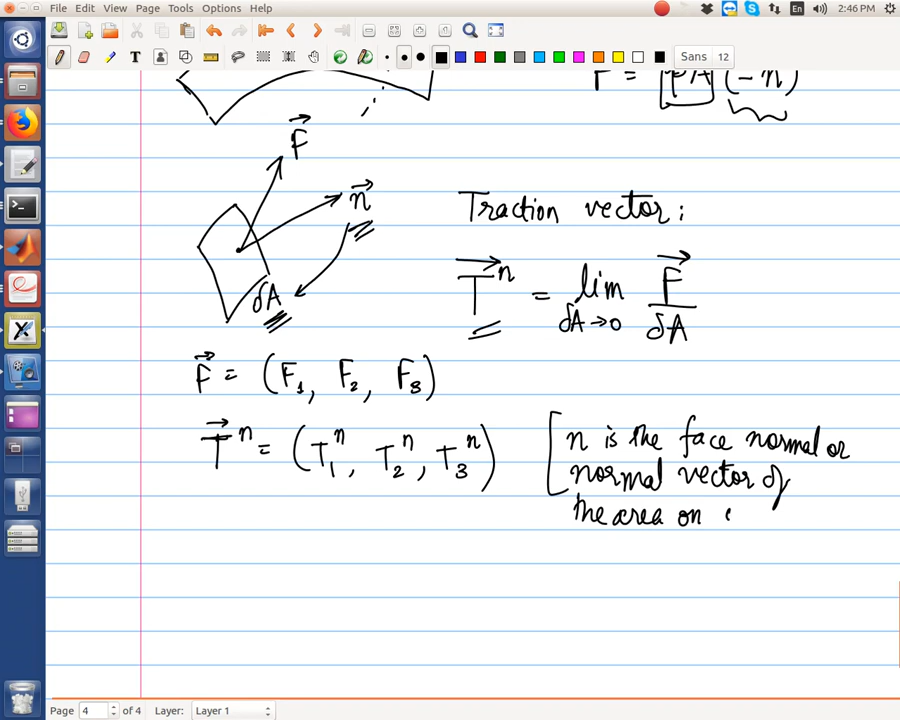 File Edit View Page Tools Options Help
En 2:46 PM
T Sans 12
F = PA (-n)
F
n
δA
Traction vector :
T^n = lim δA→0 F/δA
F = (F1, F2, F3)
T^n = (T1^n, T2^n, T3^n)
[n is the face normal or
normal vector of
the area on
Page 4 of 4 Layer: Layer 1